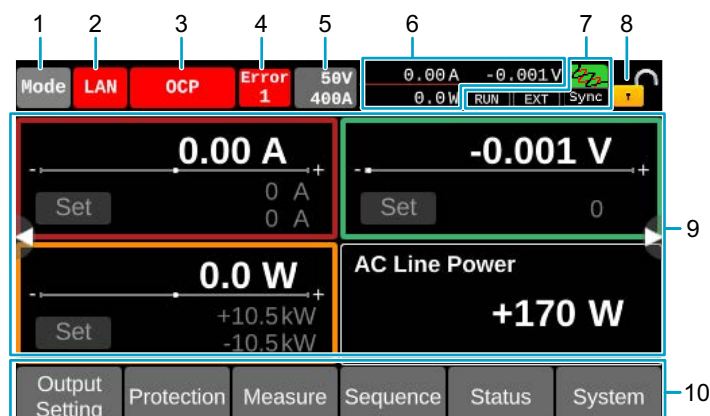 1 2 3 4 5 6 7 8
Mode LAN OCP Error 1 50V 400A 0.00A -0.001V 0.0W RUN EXT Sync
0.00 A
- +
Set 0 A
0 A
-0.001 V
- +
Set 0
9
0.0 W
- +
Set +10.5kW
-10.5kW
AC Line Power
+170 W
Output Setting Protection Measure Sequence Status System
10